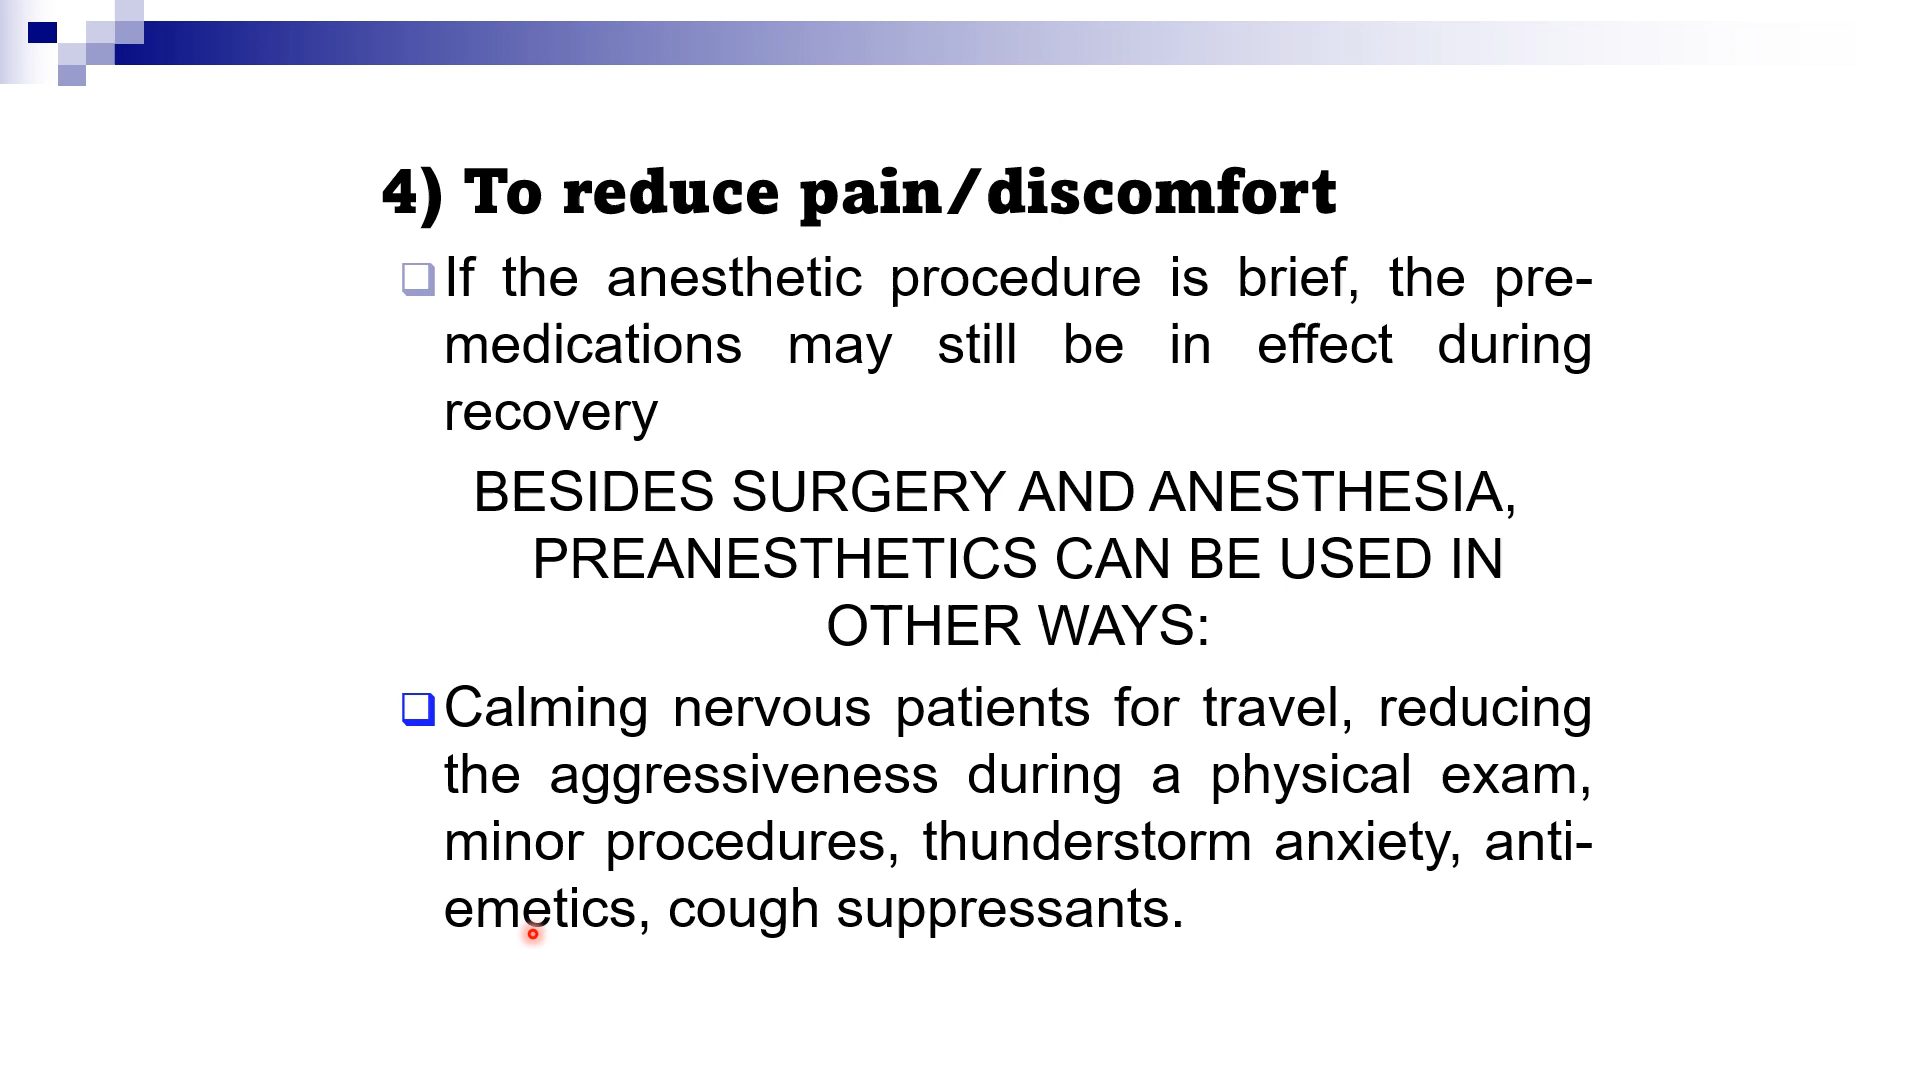 4) To reduce pain/discomfort
If the anesthetic procedure is brief, the pre-
medications may still be in effect during
recovery
BESIDES SURGERY AND ANESTHESIA,
PREANESTHETICS CAN BE USED IN
OTHER WAYS:
Calming nervous patients for travel, reducing
the aggressiveness during a physical exam,
minor procedures, thunderstorm anxiety, anti-
emetics, cough suppressants.